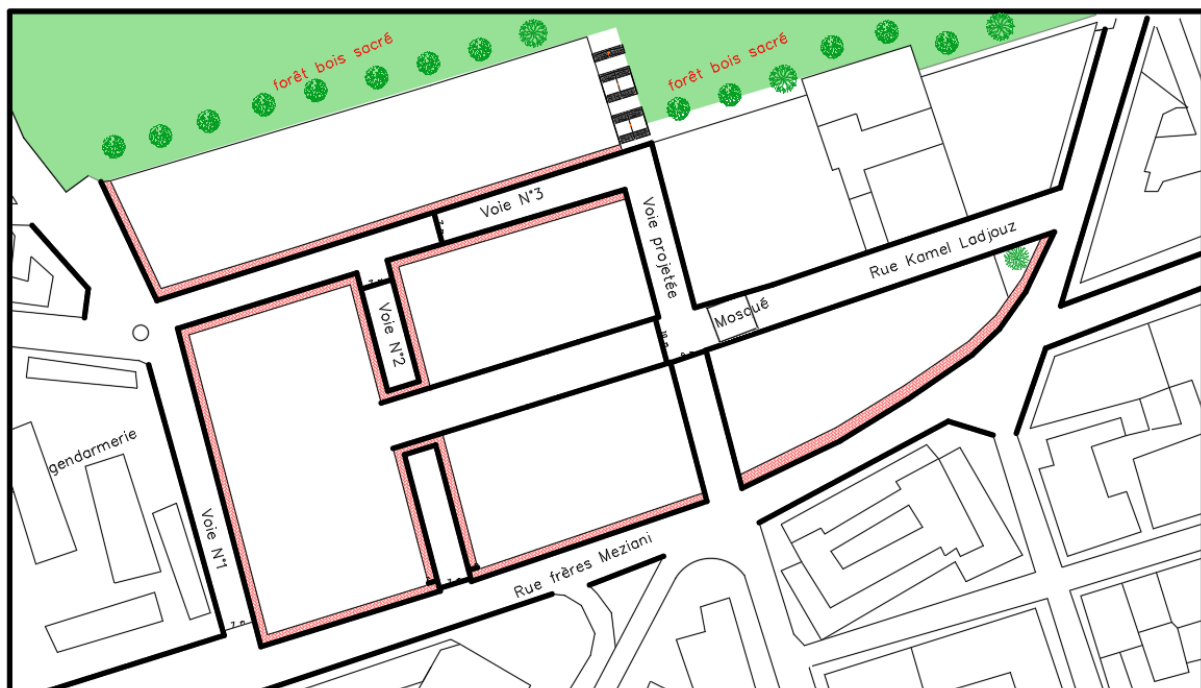 forêt bois sacré
forêt bois sacré
Voie N°3
Voie projetée
Rue Kamel Ladjouz
Mosqué
Voie N°2
gendarmerie
Voie N°1
Rue frères Meziani